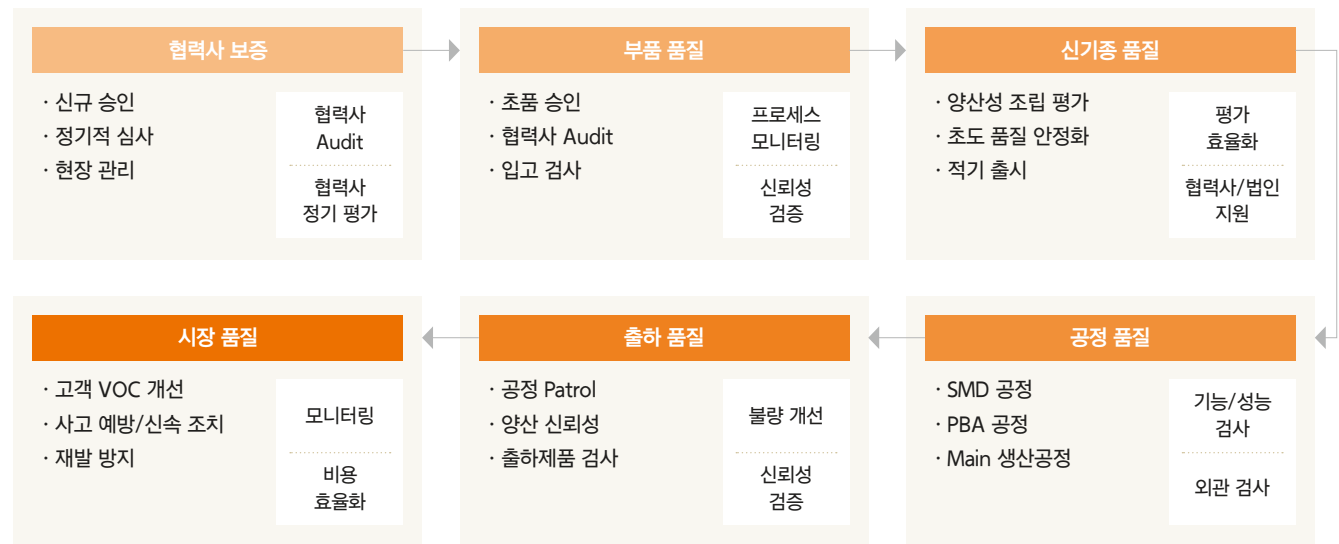 협력사 보증
· 신규 승인
· 정기적 심사
· 현장 관리
협력사
Audit
협력사
정기 평가
부품 품질
· 초품 승인
· 협력사 Audit
· 입고 검사
프로세스
모니터링
신뢰성
검증
신기종 품질
· 양산성 조립 평가
· 초도 품질 안정화
· 적기 출시
평가
효율화
협력사/법인
지원
공정 품질
· SMD 공정
· PBA 공정
· Main 생산공정
기능/성능
검사
외관 검사
출하 품질
· 공정 Patrol
· 양산 신뢰성
· 출하제품 검사
불량 개선
신뢰성
검증
시장 품질
· 고객 VOC 개선
· 사고 예방/신속 조치
· 재발 방지
모니터링
비용
효율화